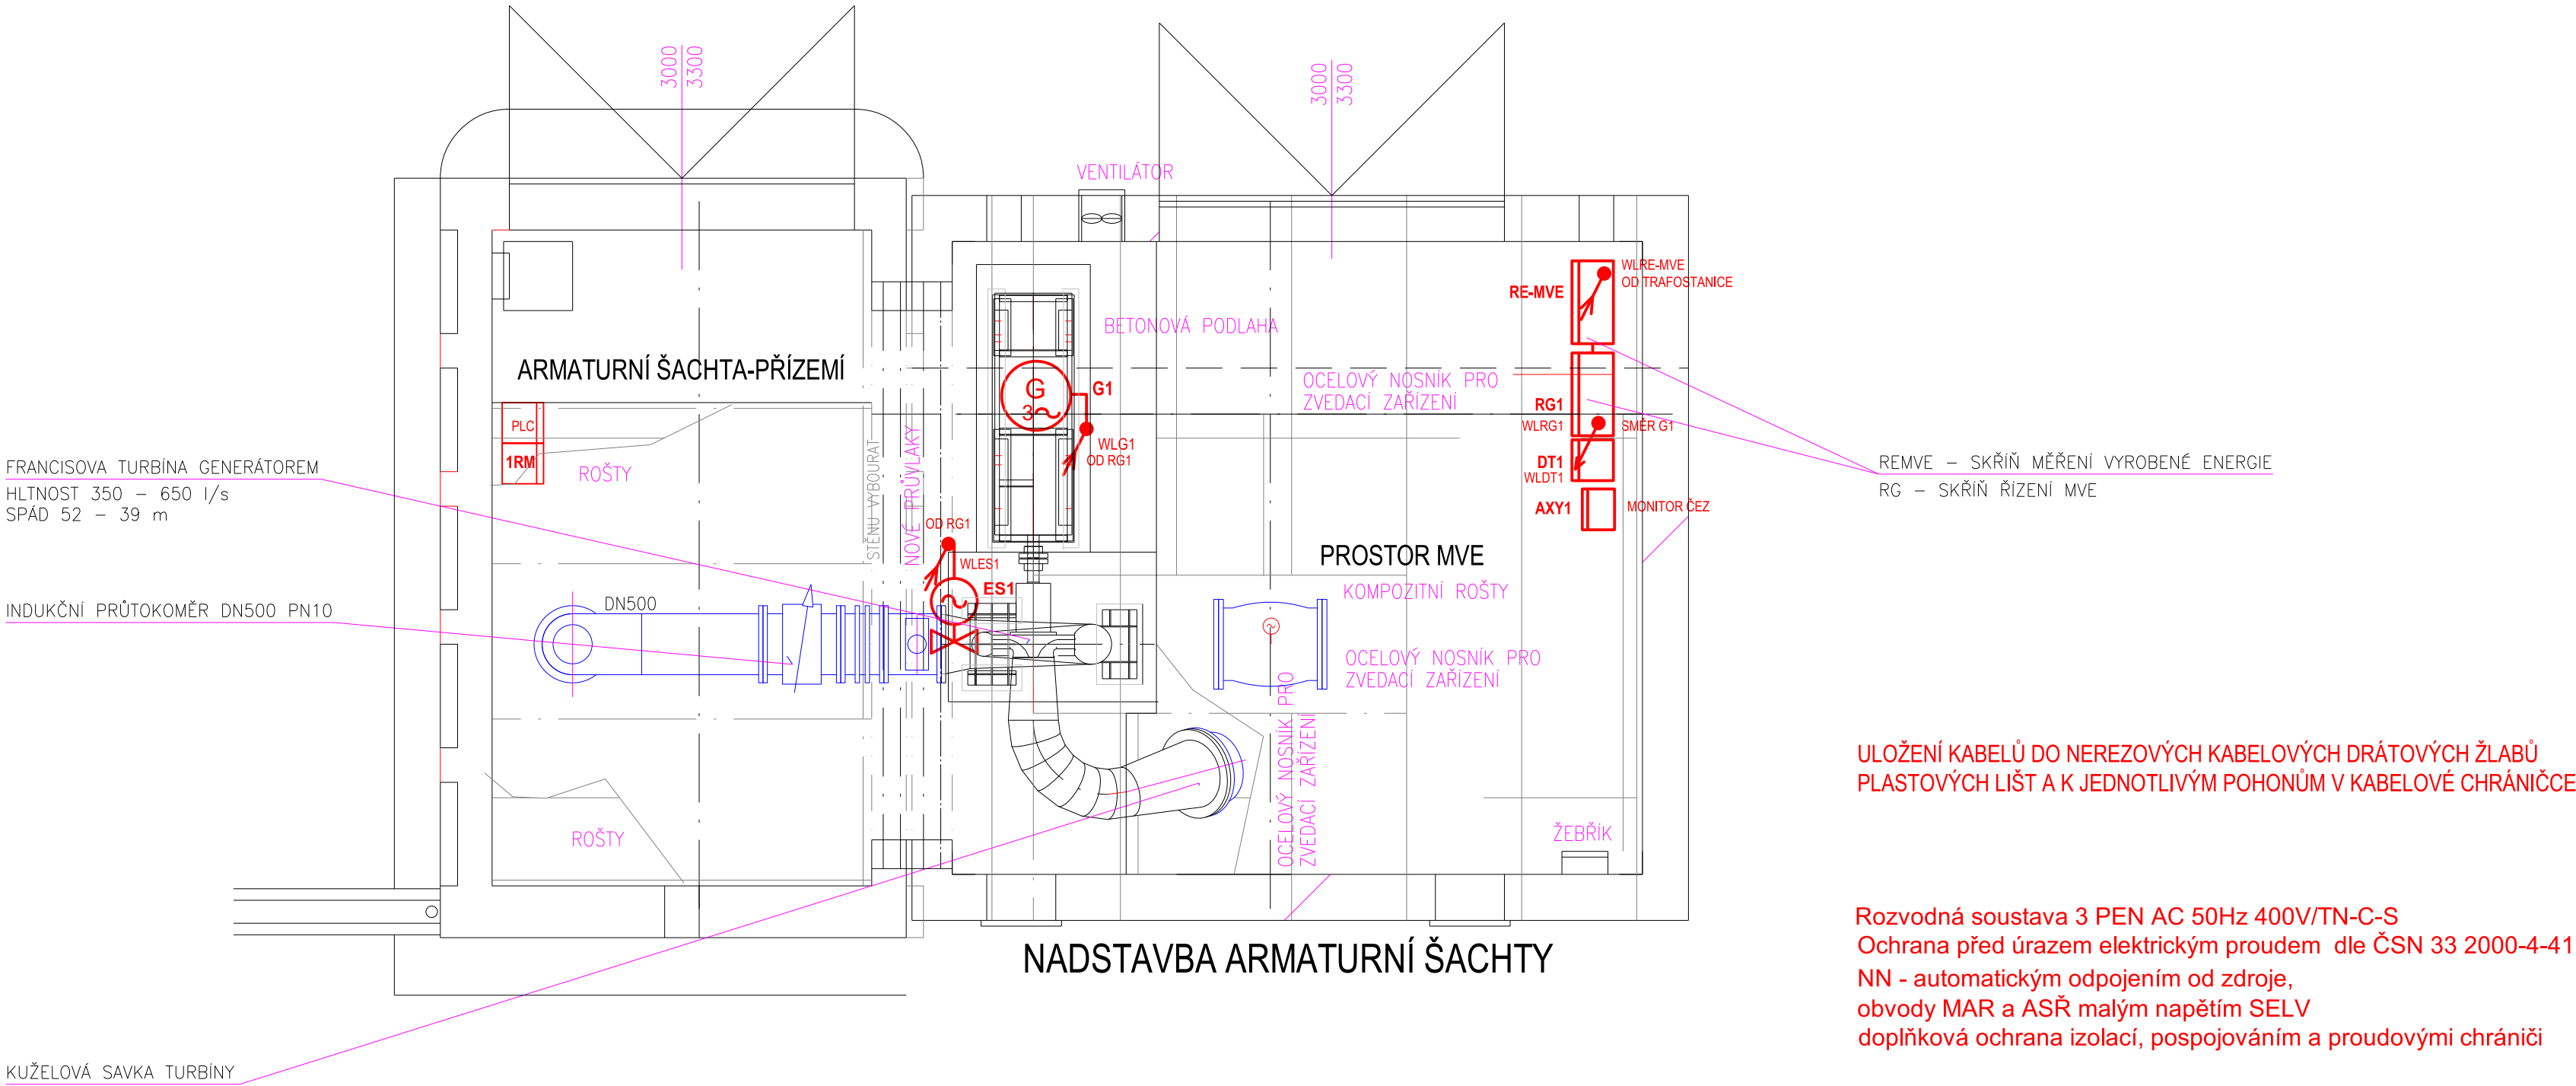 3000
3300
3000
3300
VENTILÁTOR
WLRE-MVE
OD TRAFOSTANICE
RE-MVE
BETONOVÁ PODLAHA
ARMATURNÍ ŠACHTA-PŘÍZEMÍ
G
3
G1
OCELOVÝ NOSNÍK PRO
ZVEDACÍ ZAŘÍZENÍ
RG1
WLRG1
SMĚR G1
PLC
1RM
ROŠTY
STĚNU VYBOURAT
NOVÉ PRŮVLAKY
WLG1
OD RG1
DT1
WLDT1
AXY1
MONITOR ČEZ
FRANCISOVA TURBÍNA GENERÁTOREM
HLTNOST 350 – 650 l/s
SPÁD 52 – 39 m
REMVE – SKŘÍŇ MĚŘENÍ VYROBENÉ ENERGIE
RG – SKŘÍŇ ŘÍZENÍ MVE
OD RG1
WLES1
ES1
PROSTOR MVE
KOMPOZITNÍ ROŠTY
INDUKČNÍ PRŮTOKOMĚR DN500 PN10
DN500
OCELOVÝ NOSNÍK PRO
ZVEDACÍ ZAŘÍZENÍ
OCELOVÝ NOSNÍK PRO
ZVEDACÍ ZAŘÍZENÍ
ULOŽENÍ KABELŮ DO NEREZOVÝCH KABELOVÝCH DRÁTOVÝCH ŽLABŮ
PLASTOVÝCH LIŠT A K JEDNOTLIVÝM POHONŮM V KABELOVÉ CHRÁNIČCE
ROŠTY
ŽEBŘÍK
NADSTAVBA ARMATURNÍ ŠACHTY
Rozvodná soustava 3 PEN AC 50Hz 400V/TN-C-S
Ochrana před úrazem elektrickým proudem dle ČSN 33 2000-4-41
NN - automatickým odpojením od zdroje,
obvody MAR a ASŘ malým napětím SELV
doplňková ochrana izolací, pospojováním a proudovými chrániči
KUŽELOVÁ SAVKA TURBÍNY